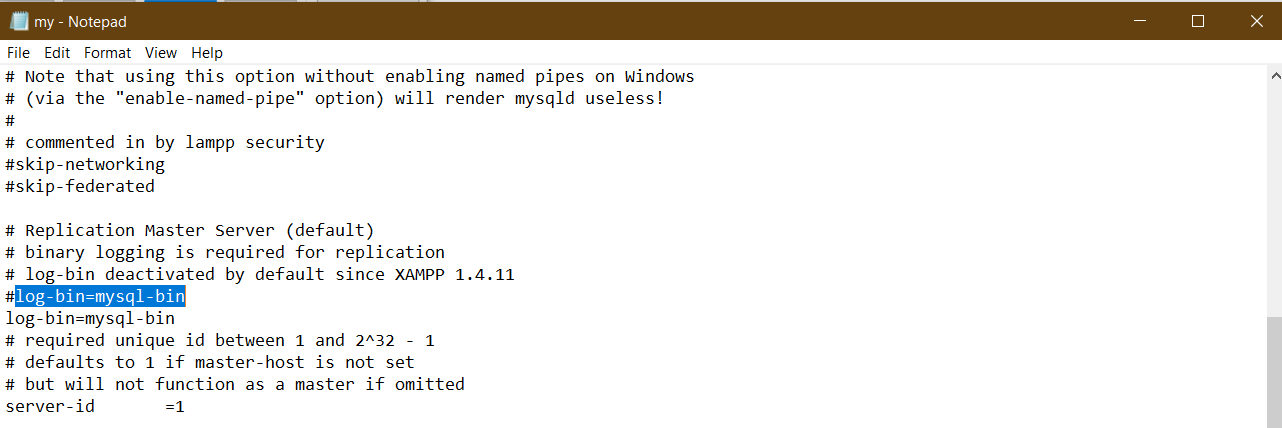 my - Notepad
File Edit Format View Help
# Note that using this option without enabling named pipes on Windows
# (via the "enable-named-pipe" option) will render mysqld useless!
#
# commented in by lampp security
#skip-networking
#skip-federated
# Replication Master Server (default)
# binary logging is required for replication
# log-bin deactivated by default since XAMPP 1.4.11
#log-bin=mysql-bin
log-bin=mysql-bin
# required unique id between 1 and 2^32 - 1
# defaults to 1 if master-host is not set
# but will not function as a master if omitted
server-id       =1